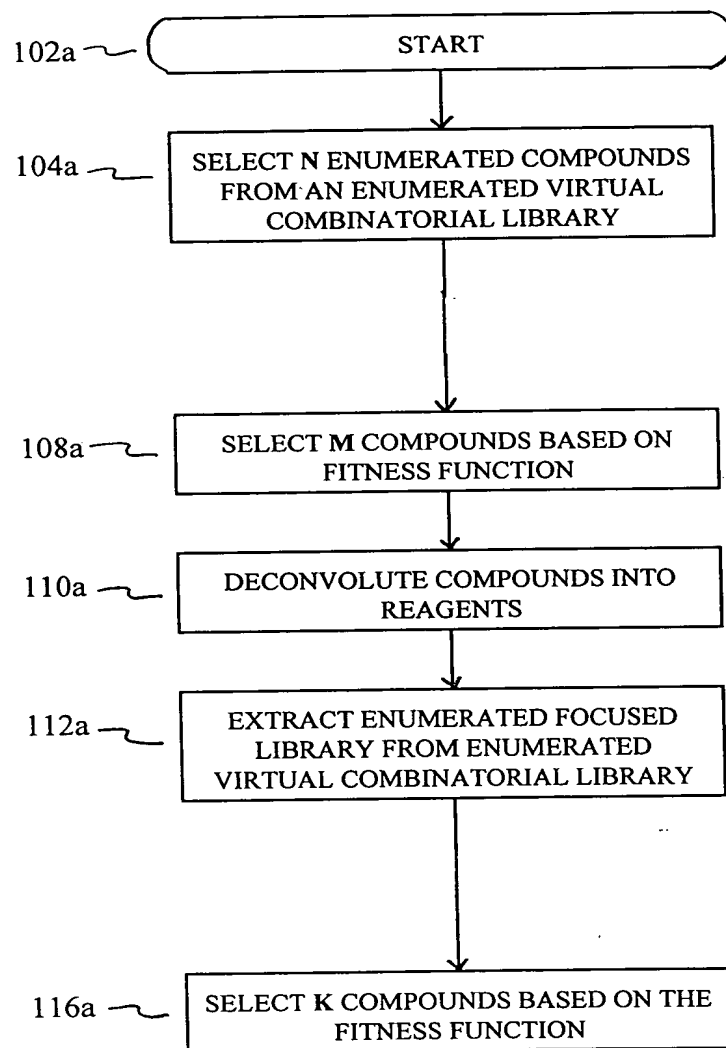 102a
START
104a
SELECT N ENUMERATED COMPOUNDS
FROM AN ENUMERATED VIRTUAL
COMBINATORIAL LIBRARY
108a
SELECT M COMPOUNDS BASED ON
FITNESS FUNCTION
110a
DECONVOLUTE COMPOUNDS INTO
REAGENTS
112a
EXTRACT ENUMERATED FOCUSED
LIBRARY FROM ENUMERATED
VIRTUAL COMBINATORIAL LIBRARY
116a
SELECT K COMPOUNDS BASED ON THE
FITNESS FUNCTION